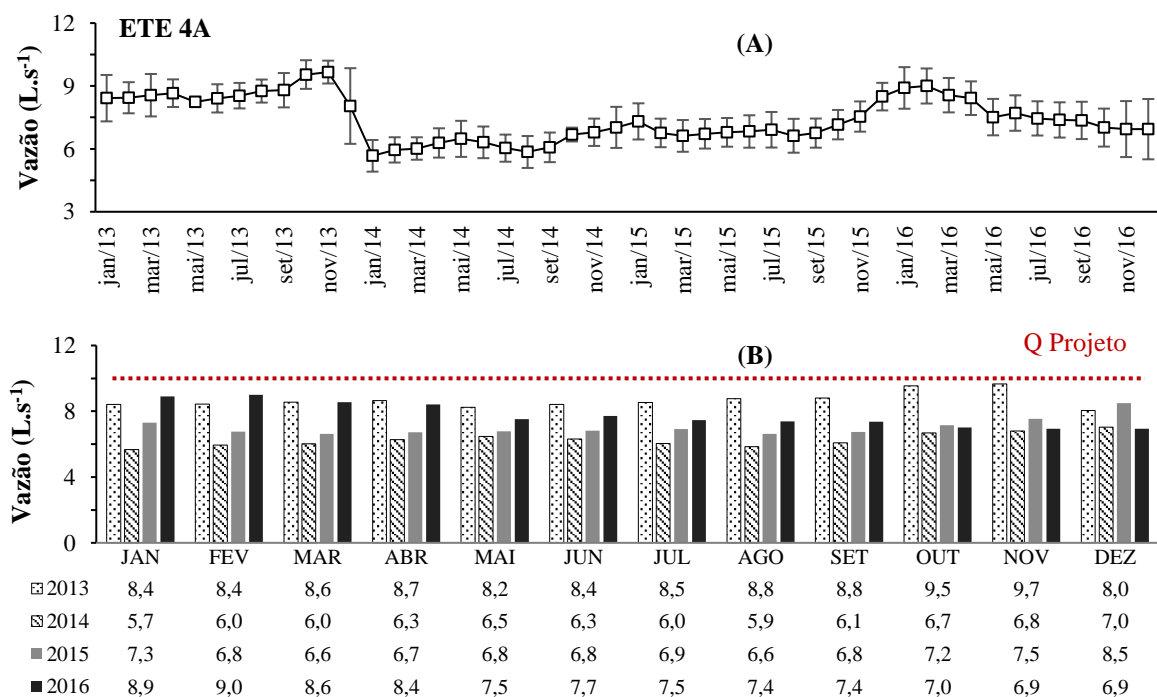 ETE 4A
(A)
Vazão (L.s-1)
12
9
6
3
jan/13 mar/13 mai/13 jul/13 set/13 nov/13 jan/14 mar/14 mai/14 jul/14 set/14 nov/14 jan/15 mar/15 mai/15 jul/15 set/15 nov/15 jan/16 mar/16 mai/16 jul/16 set/16 nov/16
(B)
Q Projeto
Vazão (L.s-1)
12
8
4
0
JAN FEV MAR ABR MAI JUN JUL AGO SET OUT NOV DEZ
2013 8,4 8,4 8,6 8,7 8,2 8,4 8,5 8,8 8,8 9,5 9,7 8,0
2014 5,7 6,0 6,0 6,3 6,5 6,3 6,0 5,9 6,1 6,7 6,8 7,0
2015 7,3 6,8 6,6 6,7 6,8 6,8 6,9 6,6 6,8 7,2 7,5 8,5
2016 8,9 9,0 8,6 8,4 7,5 7,7 7,5 7,4 7,4 7,0 6,9 6,9